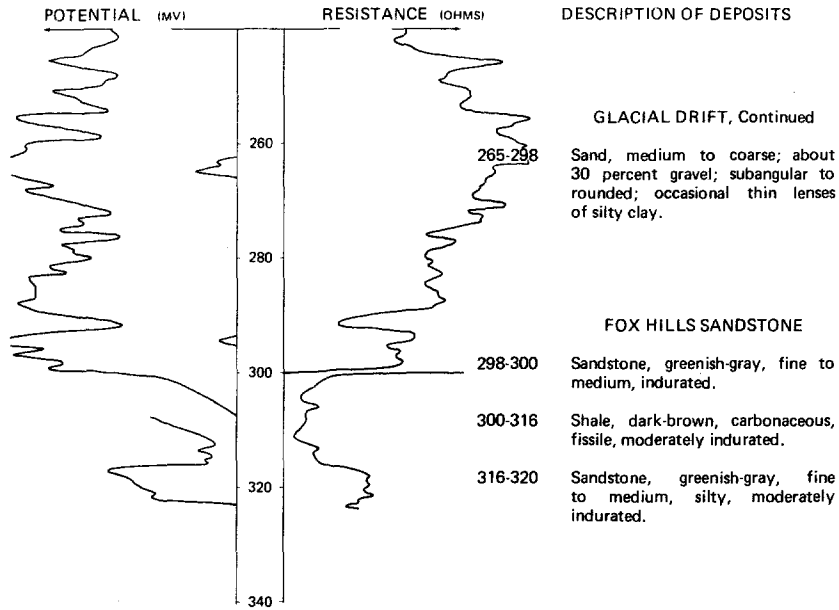 POTENTIAL (MV) RESISTANCE (OHMS) DESCRIPTION OF DEPOSITS
GLACIAL DRIFT, Continued
260
265-298 Sand, medium to coarse; about
30 percent gravel; subangular to
rounded; occasional thin lenses
of silty clay.
280
FOX HILLS SANDSTONE
300
298-300 Sandstone, greenish-gray, fine to
medium, indurated.
300-316 Shale, dark-brown, carbonaceous,
fissile, moderately indurated.
320
316-320 Sandstone, greenish-gray, fine
to medium, silty, moderately
indurated.
340